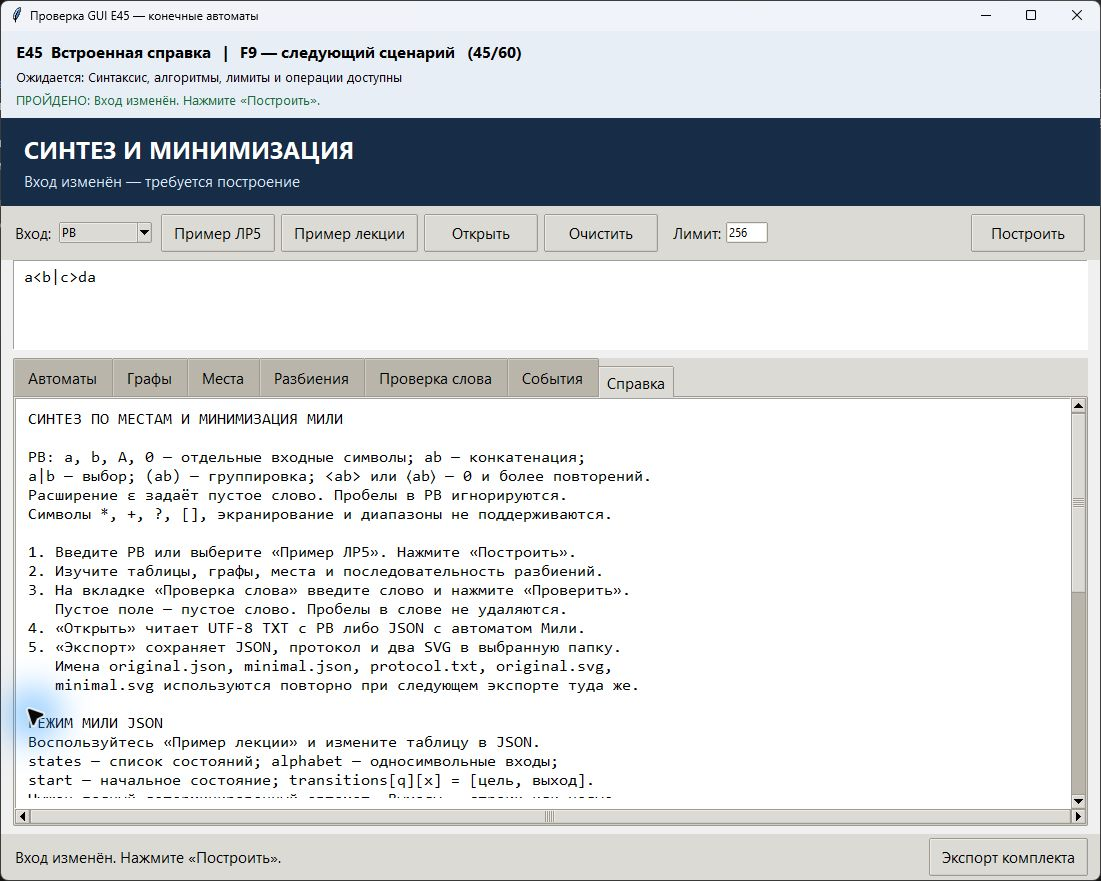 Проверка GUI E45 — конечные автоматы
E45 Встроенная справка | F9 — следующий сценарий (45/60)
Ожидается: Синтаксис, алгоритмы, лимиты и операции доступны
ПРОЙДЕНО: Вход изменён. Нажмите «Построить».
СИНТЕЗ И МИНИМИЗАЦИЯ
Вход изменён — требуется построение
Вход: РВ Пример ЛР5 Пример лекции Открыть Очистить Лимит: 256 Построить
a<b|c>da
Автоматы Графы Места Разбиения Проверка слова События Справка
СИНТЕЗ ПО МЕСТАМ И МИНИМИЗАЦИЯ МИЛИ
РВ: a, b, A, 0 — отдельные входные символы; ab — конкатенация;
a|b — выбор; (ab) — группировка; <ab> или ⟨ab⟩ — 0 и более повторений.
Расширение ε задаёт пустое слово. Пробелы в РВ игнорируются.
Символы *, +, ?, [], экранирование и диапазоны не поддерживаются.
1. Введите РВ или выберите «Пример ЛР5». Нажмите «Построить».
2. Изучите таблицы, графы, места и последовательность разбиений.
3. На вкладке «Проверка слова» введите слово и нажмите «Проверить».
Пустое поле — пустое слово. Пробелы в слове не удаляются.
4. «Открыть» читает UTF-8 TXT с РВ либо JSON с автоматом Мили.
5. «Экспорт» сохраняет JSON, протокол и два SVG в выбранную папку.
Имена original.json, minimal.json, protocol.txt, original.svg,
minimal.svg используются повторно при следующем экспорте туда же.
РЕЖИМ МИЛИ JSON
Воспользуйтесь «Пример лекции» и измените таблицу в JSON.
states — список состояний; alphabet — односимвольные входы;
start — начальное состояние; transitions[q][x] = [цель, выход].
Вход изменён. Нажмите «Построить».
Экспорт комплекта